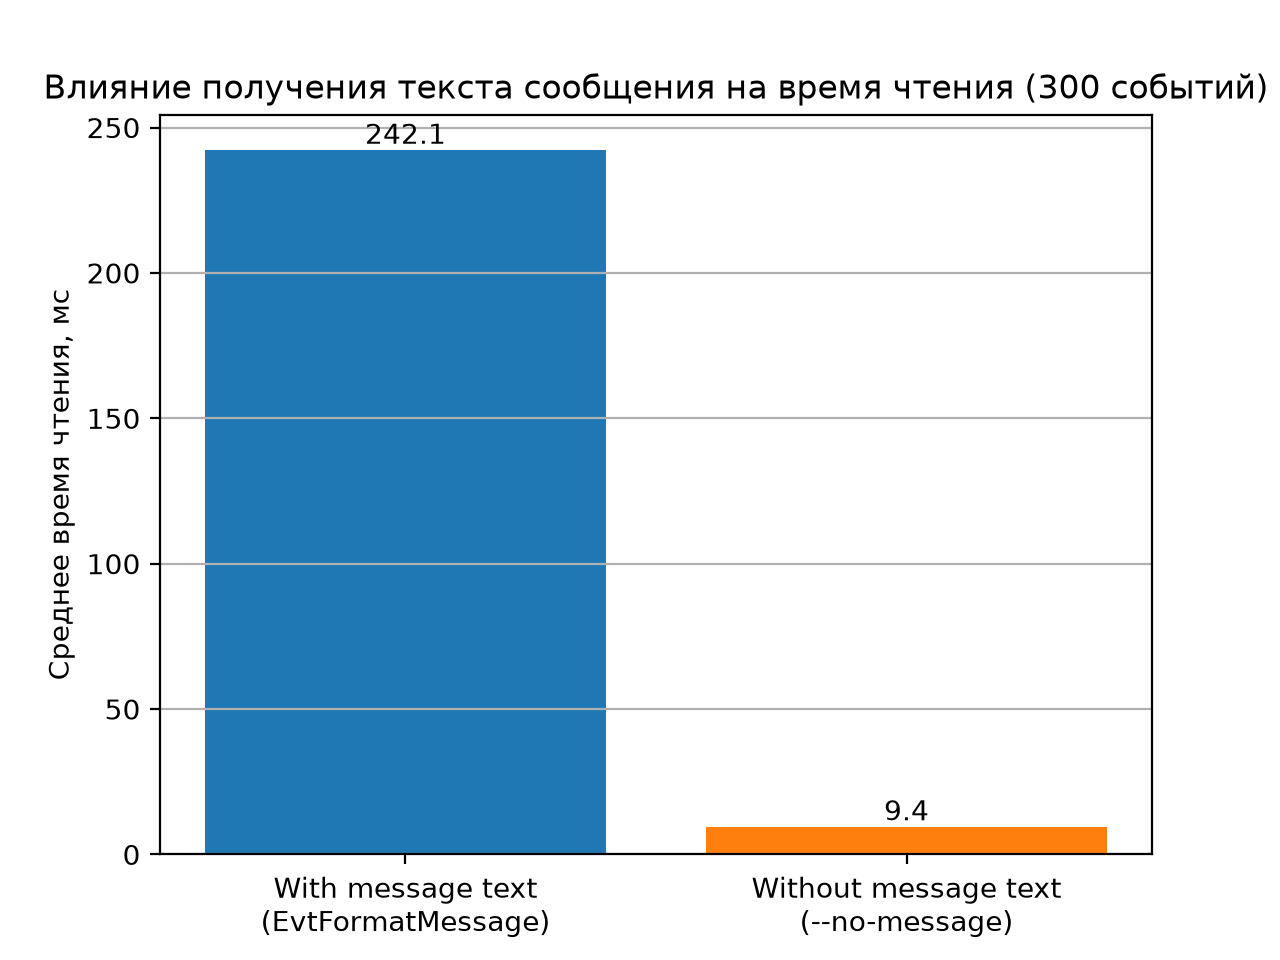 Влияние получения текста сообщения на время чтения (300 событий)
Среднее время чтения, мс
250
200
150
100
50
0
242.1
9.4
With message text
(EvtFormatMessage)
Without message text
(--no-message)